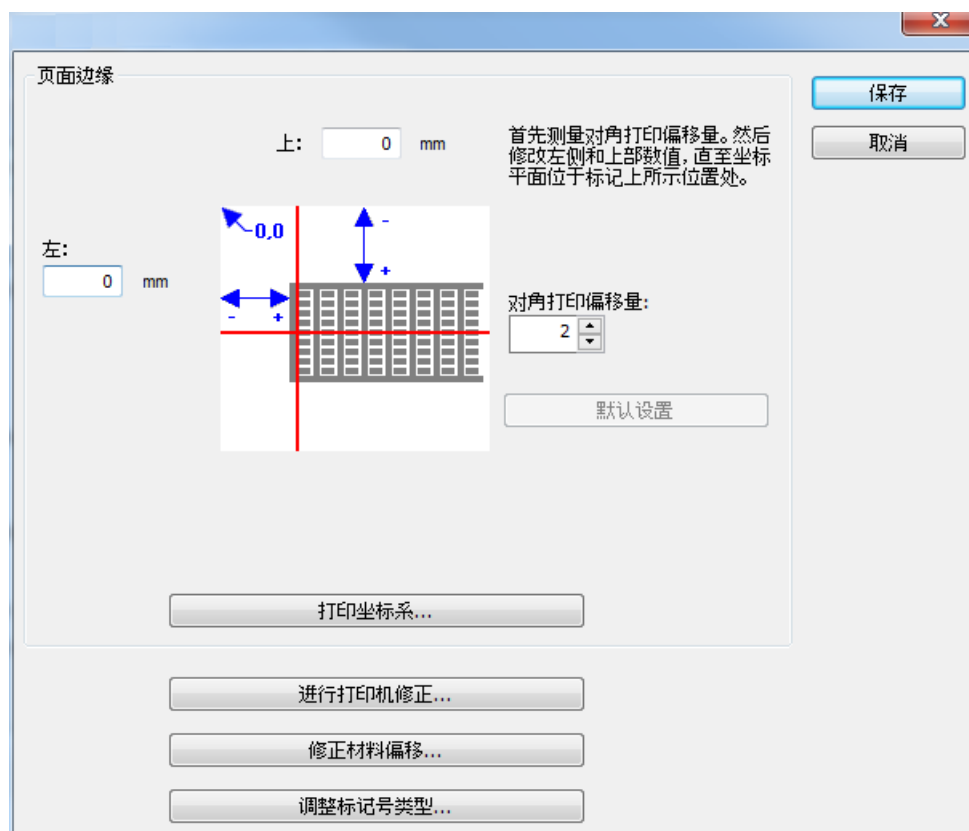 页面边缘
保存
上: 0 mm
首先测量对角打印偏移量。然后
修改左侧和上部数值，直至坐标
平面位于标记上所示位置处。
取消
0,0
-
+
左:
0 mm
- +
对角打印偏移量:
2
默认设置
打印坐标系...
进行打印机修正...
修正材料偏移...
调整标记号类型...